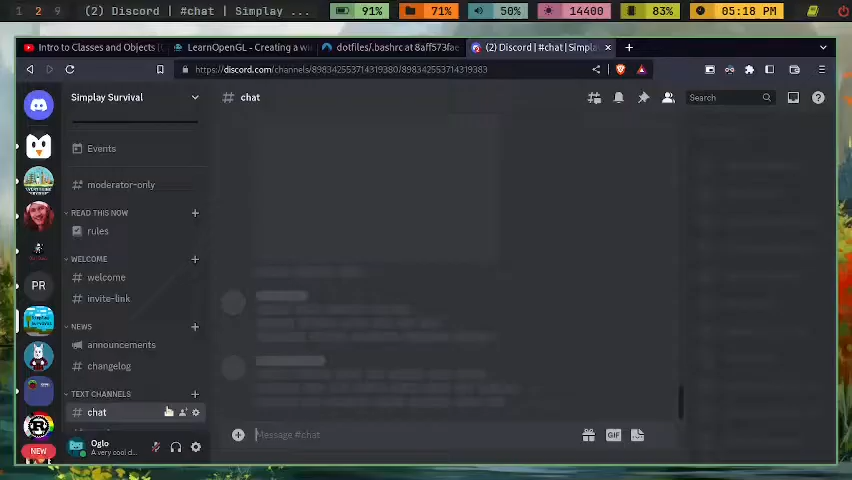 1 2 9 (2) Discord | #chat | Simplay ... 91% 71% 50% 14400 83% 05:18 PM
Intro to Classes and Objects ( LearnOpenGL - Creating a wi dotfiles/.bashrc at 8aff573fac (2) Discord | #chat | Simpla
https://discord.com/channels/898342553714319380/898342553714319383
Simplay Survival
# chat
Search
Events
moderator-only
READ THIS NOW
rules
WELCOME
welcome
PR
invite-link
NEWS
announcements
changelog
TEXT CHANNELS
chat
NEW
Oglo
A very cool d...
Message #chat
GIF